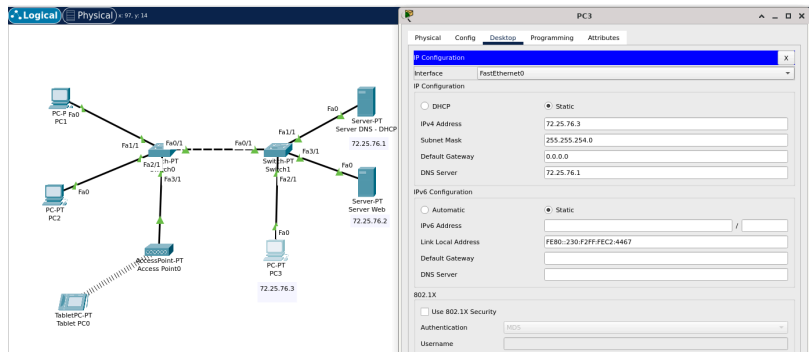 Logical Physical x: 97, y: 14
PC-P Fa0
PC1
Fa1/1
Fa0/1
Fa2/1
h-PT
ch0
Fa3/1
Fa0
PC-PT
PC2
AccessPoint-PT
Access Point0
TabletPC-PT
Tablet PC0
Fa0/1
Fa1/1
Switch-PT
Switch1
Fa3/1
Fa2/1
Fa0
Server-PT
Server DNS - DHCP
72.25.76.1
Fa0
Server-PT
Server Web
72.25.76.2
Fa0
PC-PT
PC3
72.25.76.3
PC3
Physical Config Desktop Programming Attributes
IP Configuration X
Interface FastEthernet0
IP Configuration
DHCP Static
IPv4 Address 72.25.76.3
Subnet Mask 255.255.254.0
Default Gateway 0.0.0.0
DNS Server 72.25.76.1
IPv6 Configuration
Automatic Static
IPv6 Address /
Link Local Address FE80::230:F2FF:FEC2:4467
Default Gateway
DNS Server
802.1X
Use 802.1X Security
Authentication MD5
Username